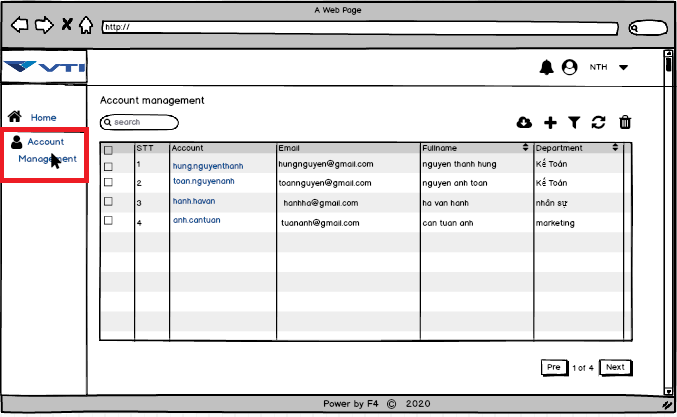 A Web Page
http://
VTI
NTH
Home
Account
Management
Account management
search
STT Account Email Fullname Department
1 hung.nguyenthanh hungnguyen@gmail.com nguyen thanh hung Kế Toán
2 toan.nguyenanh toannguyen@gmail.com nguyen anh toan Kế Toán
3 hanh.havan hanhha@gmail.com ha van hanh nhân sự
4 anh.cantuan tuananh@gmail.com can tuan anh marketing
Pre 1 of 4 Next
Power by F4 © 2020